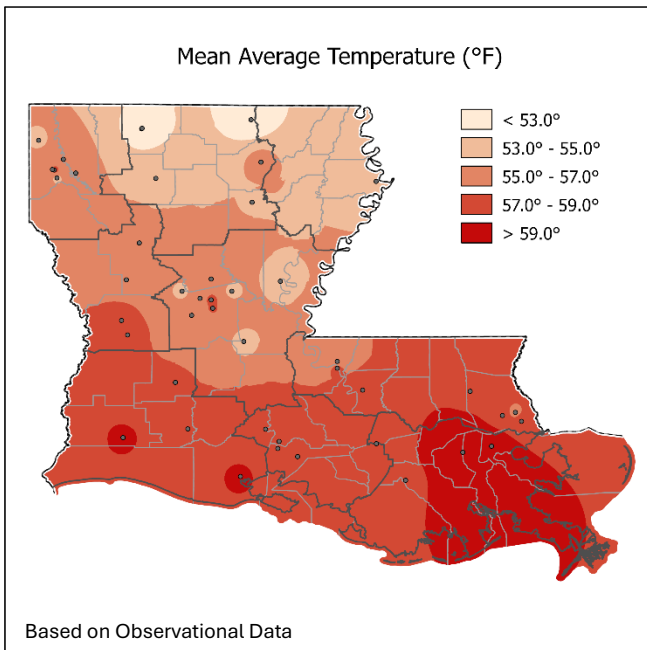 Mean Average Temperature (°F)
< 53.0°
53.0° - 55.0°
55.0° - 57.0°
57.0° - 59.0°
> 59.0°
Based on Observational Data